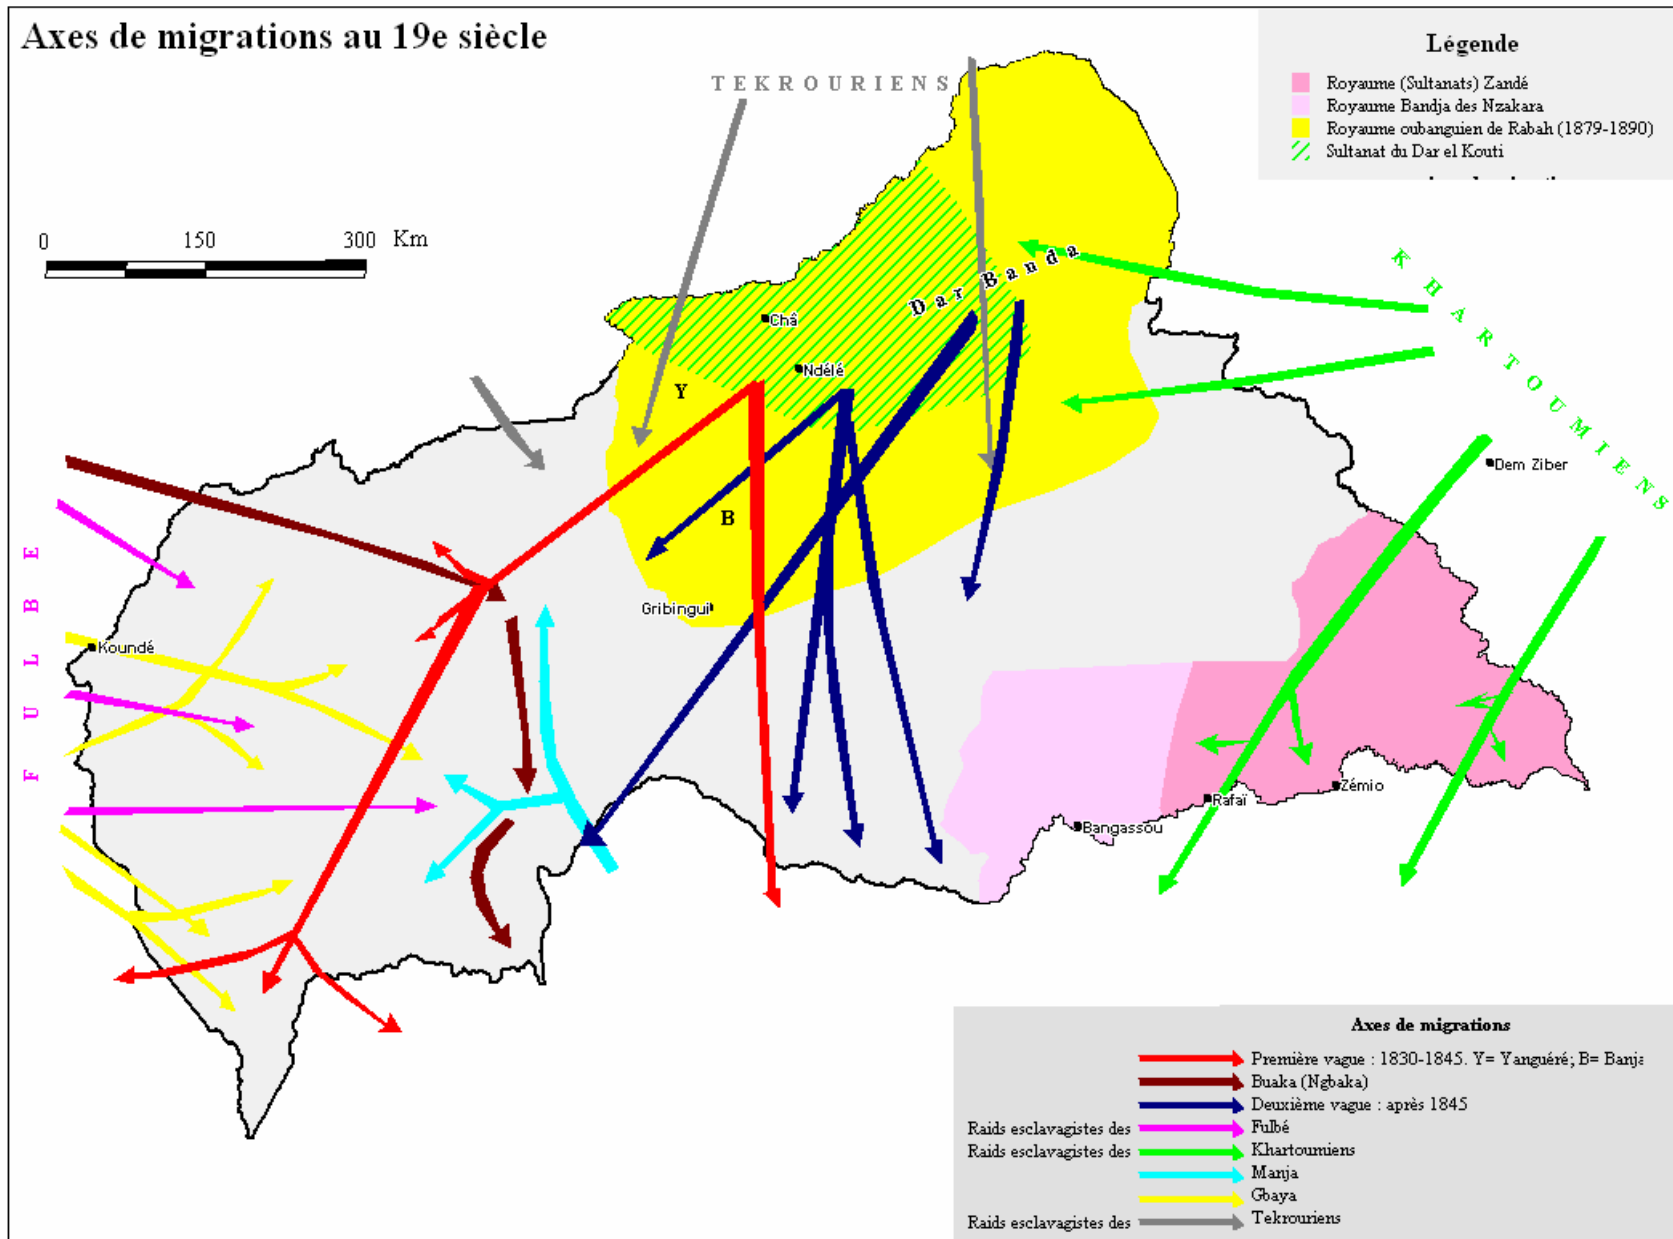 Axes de migrations au 19e siècle
Légende
Royaume (Sultanats) Zandé
Royaume Bandja des Nzakara
Royaume oubanguien de Rabah (1879-1890)
Sultanat du Dar el Kouti
TEKROURIENS
0 150 300 Km
KHARTOUMIENS
Dar Banda
Châ
Ndélé
Y
Dem Ziber
B
FULBE
Gribingui
Koundé
Zémio
Rafaï
Bangassou
Axes de migrations
Première vague : 1830-1845. Y= Yanguéré; B= Banja
Buaka (Ngbaka)
Deuxième vague : après 1845
Raids esclavagistes des Fulbé
Raids esclavagistes des Khartoumiens
Manja
Gbaya
Raids esclavagistes des Tekrouriens